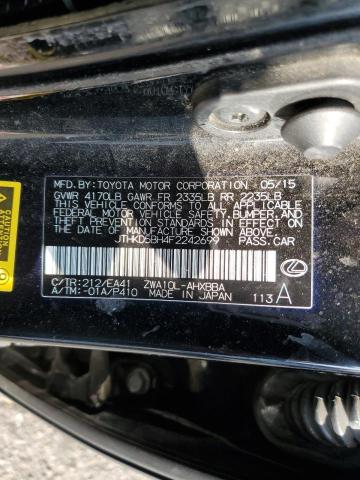 MFD. BY: TOYOTA MOTOR CORPORATION 05/15
GVWR 4170LB GAWR FR 2335LB RR 2235LB
THIS VEHICLE CONFORMS TO ALL APPLICABLE
FEDERAL MOTOR VEHICLE SAFETY, BUMPER, AND
THEFT PREVENTION STANDARDS IN EFFECT ON
THE DATE OF MANUFACTURE SHOWN ABOVE.
JTHKD5BH4F2242699 PASS.CAR
C/TR: 212/EA41 ZWA10L-AHXBBA
A/TM: -01A/P410 MADE IN JAPAN 113 A